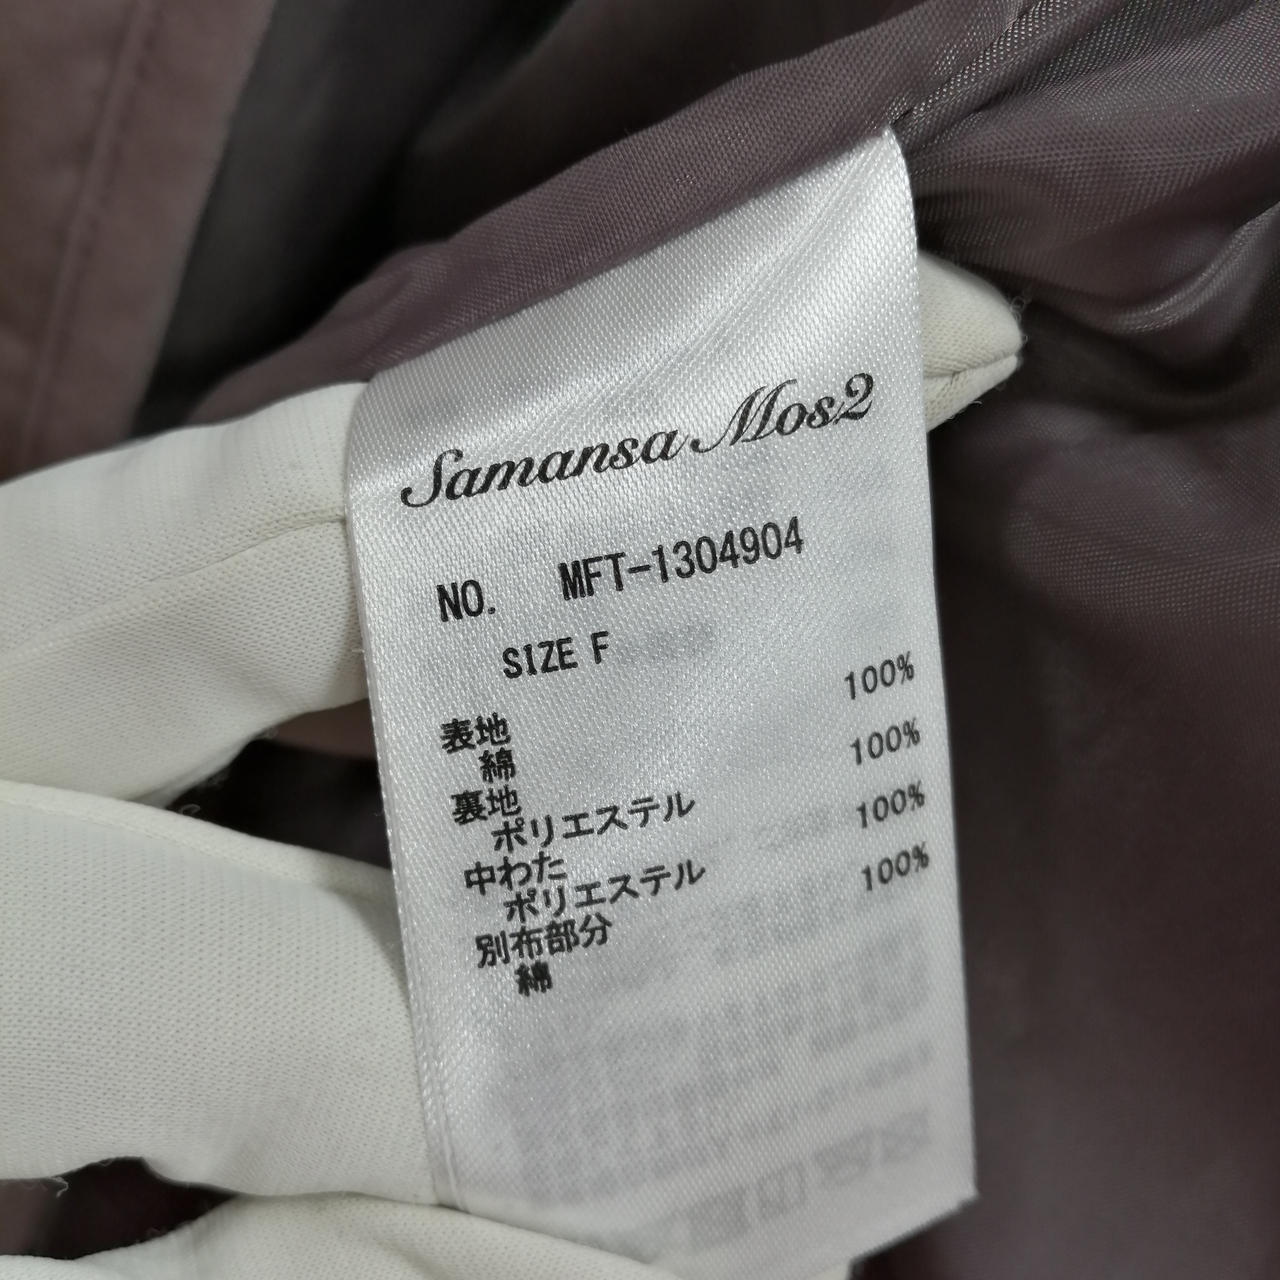 Samansa Mos2
NO. MFT-1304904
SIZE F
表地
綿 100%
裏地
ポリエステル 100%
中わた
ポリエステル 100%
別布部分
綿 100%